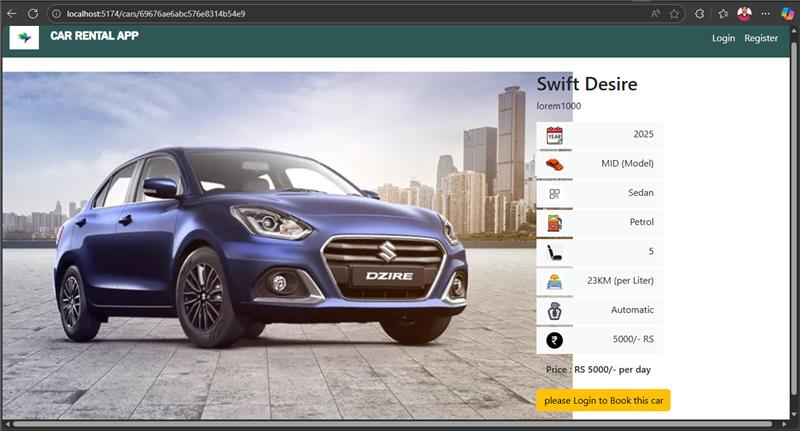 localhost:5174/cars/69676ae6abc576e8314b54e9
CAR RENTAL APP
Login Register
Swift Desire
lorem1000
YEAR 2025
MID (Model)
Sedan
Petrol
5
23KM (per Liter)
Automatic
5000/- RS
Price : RS 5000/- per day
please Login to Book this car
DZIRE